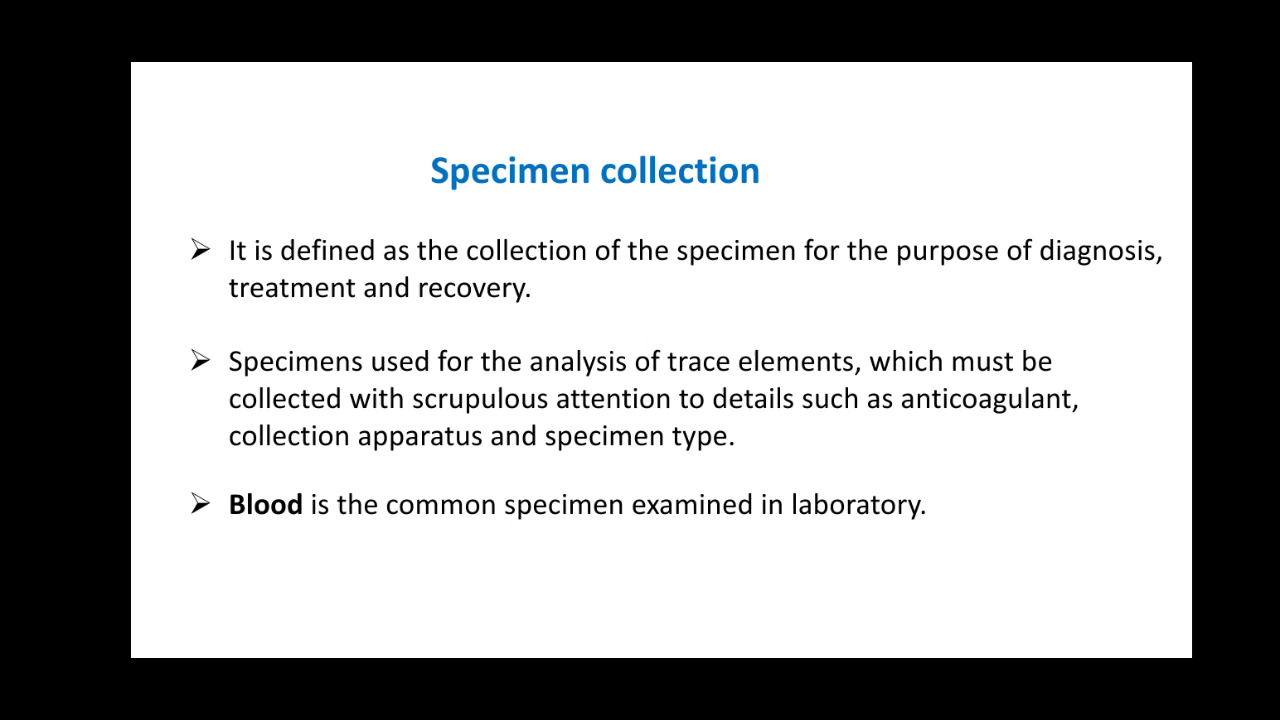 Specimen collection
➢ It is defined as the collection of the specimen for the purpose of diagnosis,
treatment and recovery.
➢ Specimens used for the analysis of trace elements, which must be
collected with scrupulous attention to details such as anticoagulant,
collection apparatus and specimen type.
➢ Blood is the common specimen examined in laboratory.